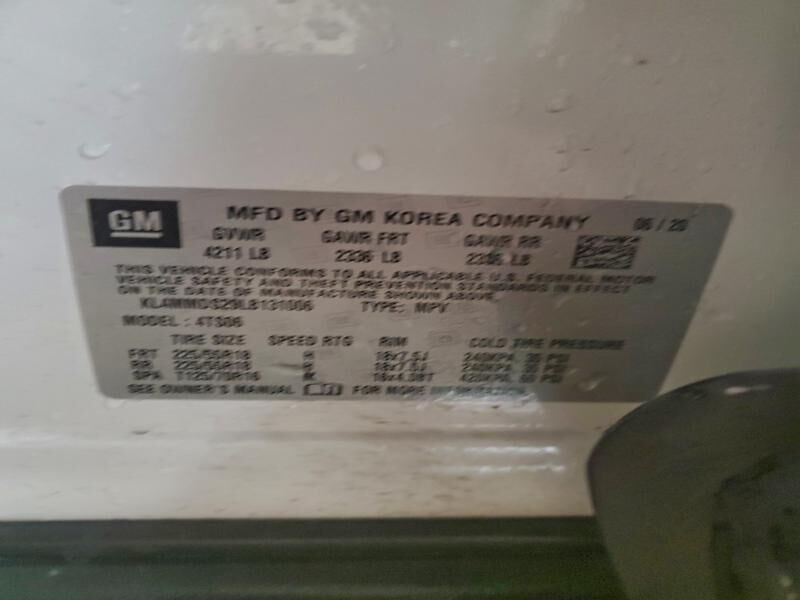 GM
MFD BY GM KOREA COMPANY 06 / 20
GVWR GAWR FRT GAWR RR
4211 LB 2336 LB LB
THIS VEHICLE CONFORMS TO ALL APPLICABLE U.S. FEDERAL MOTOR
VEHICLE SAFETY AND THEFT PREVENTION STANDARDS IN EFFECT
ON THE DATE OF MANUFACTURE SHOWN ABOVE.
TYPE: MPV
MODEL: 4TS06
TIRE SIZE SPEED RTG RIM COLD TIRE PRESSURE
FRT 225/55R18 H 18x7.5J 240KPA, 35 PSI
RR 225/55R18 H 18x7.5J 240KPA, 35 PSI
SPA T125/70R16 16x4.0BT 420KPA, 60 PSI
SEE OWNER'S MANUAL FOR MORE INFORMATION